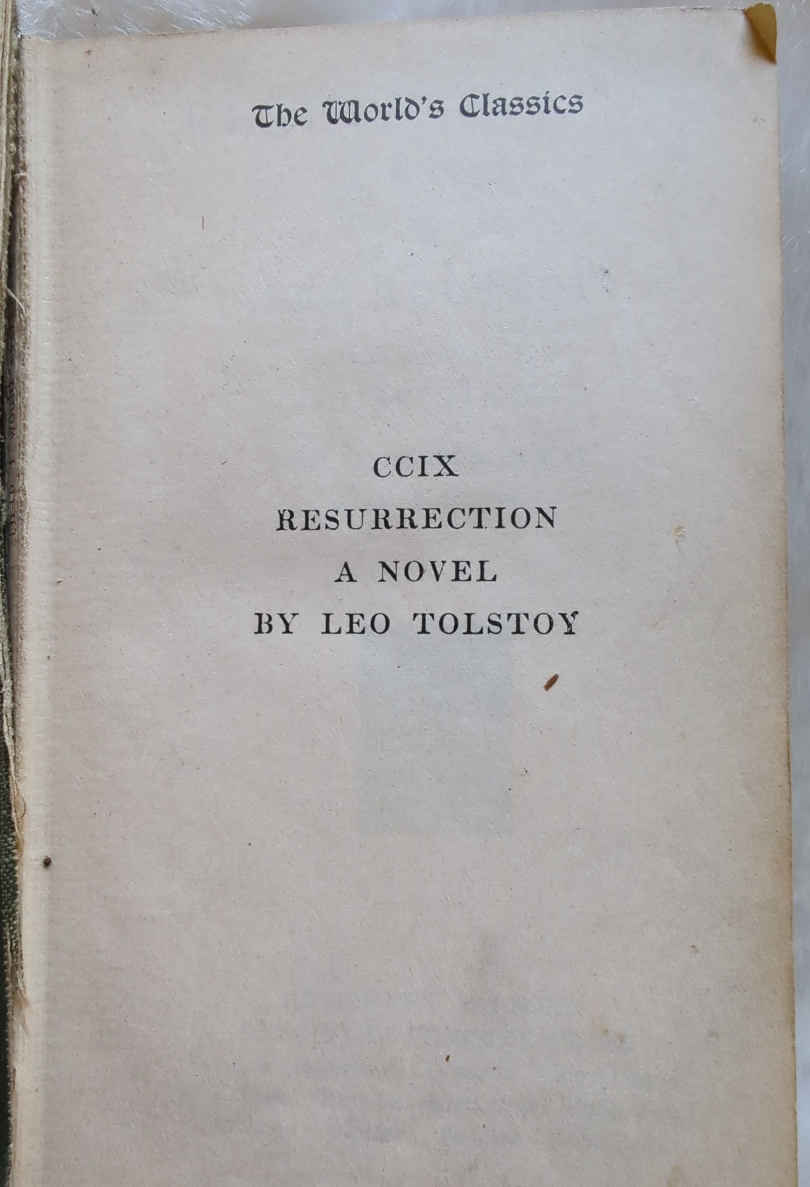 The World's Classics
CCIX
RESURRECTION
A NOVEL
BY LEO TOLSTOY